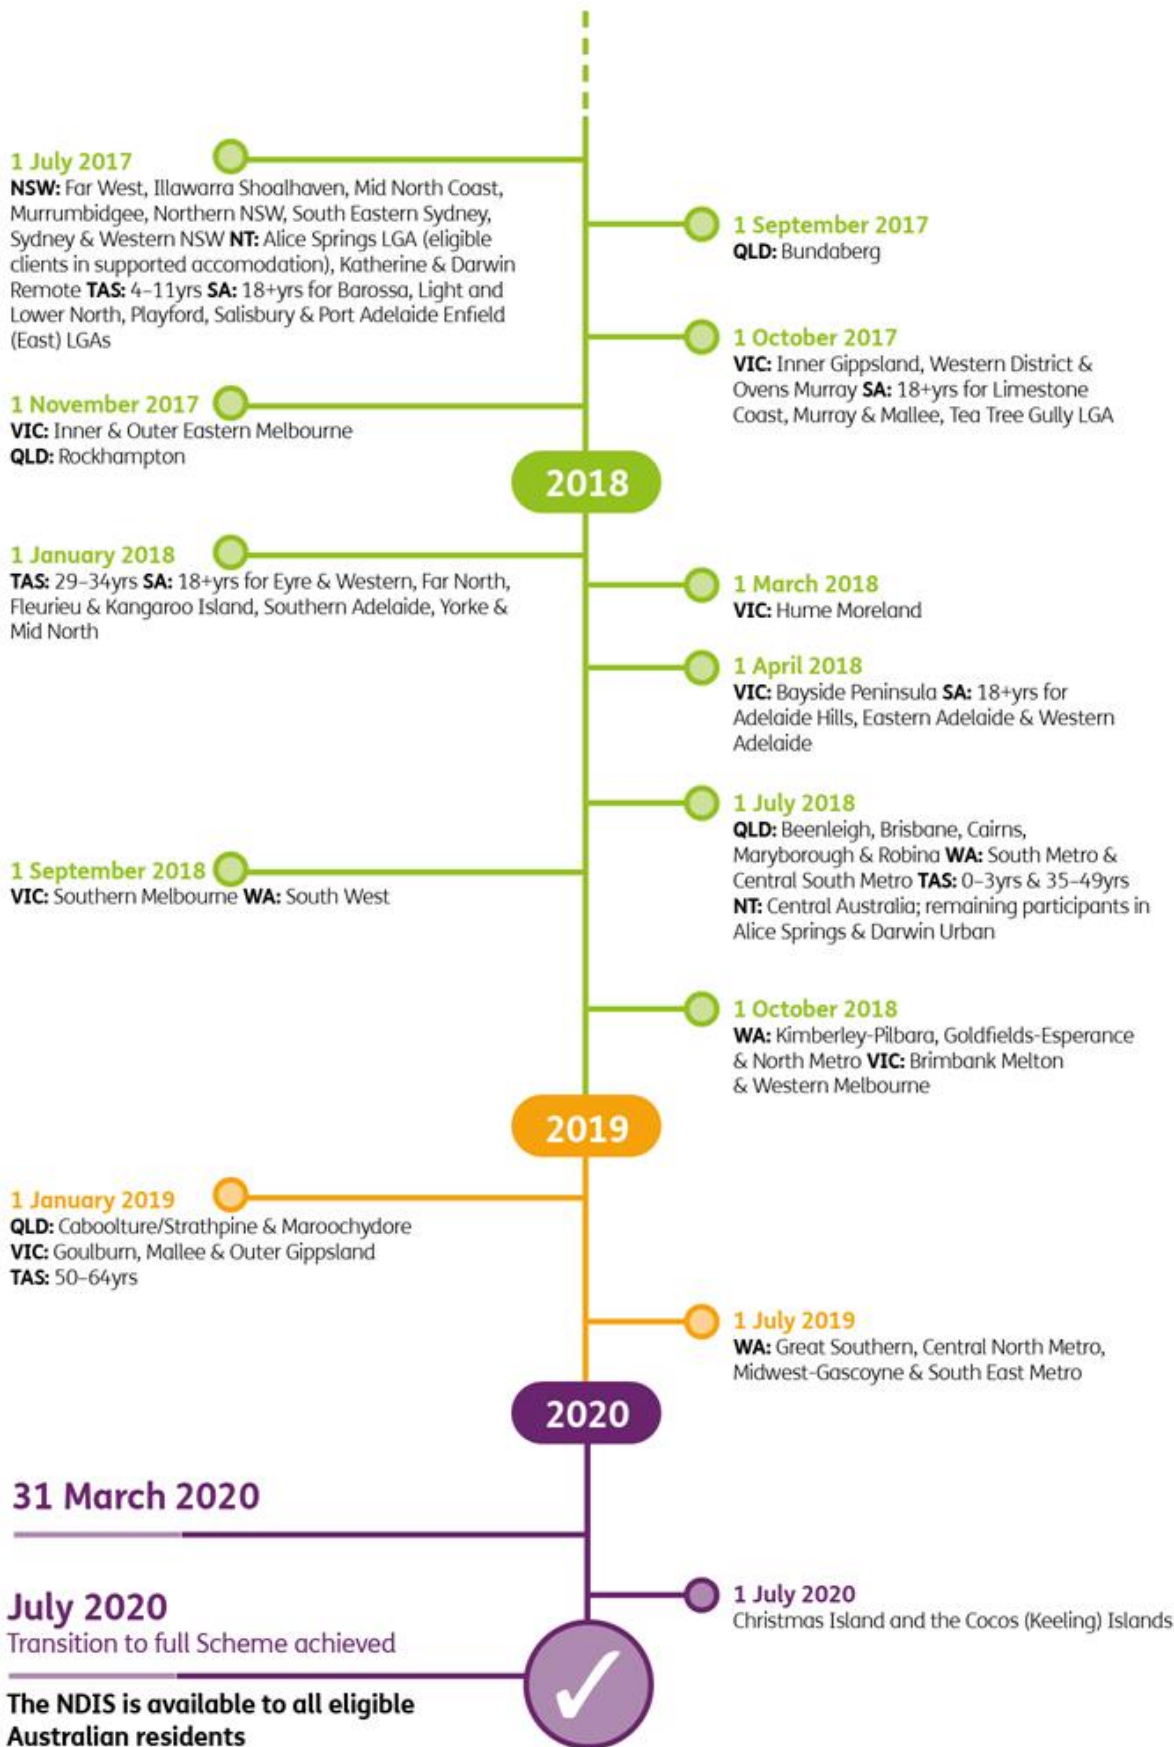 1 July 2017
NSW: Far West, Illawarra Shoalhaven, Mid North Coast,
Murrumbidgee, Northern NSW, South Eastern Sydney,
Sydney & Western NSW NT: Alice Springs LGA (eligible
clients in supported accomodation), Katherine & Darwin
Remote TAS: 4–11yrs SA: 18+yrs for Barossa, Light and
Lower North, Playford, Salisbury & Port Adelaide Enfield
(East) LGAs
1 September 2017
QLD: Bundaberg
1 October 2017
VIC: Inner Gippsland, Western District &
Ovens Murray SA: 18+yrs for Limestone
Coast, Murray & Mallee, Tea Tree Gully LGA
1 November 2017
VIC: Inner & Outer Eastern Melbourne
QLD: Rockhampton
2018
1 January 2018
TAS: 29–34yrs SA: 18+yrs for Eyre & Western, Far North,
Fleurieu & Kangaroo Island, Southern Adelaide, Yorke &
Mid North
1 March 2018
VIC: Hume Moreland
1 April 2018
VIC: Bayside Peninsula SA: 18+yrs for
Adelaide Hills, Eastern Adelaide & Western
Adelaide
1 July 2018
QLD: Beenleigh, Brisbane, Cairns,
Maryborough & Robina WA: South Metro &
Central South Metro TAS: 0–3yrs & 35–49yrs
NT: Central Australia; remaining participants in
Alice Springs & Darwin Urban
1 September 2018
VIC: Southern Melbourne WA: South West
1 October 2018
WA: Kimberley-Pilbara, Goldfields-Esperance
& North Metro VIC: Brimbank Melton
& Western Melbourne
2019
1 January 2019
QLD: Caboolture/Strathpine & Maroochydore
VIC: Goulburn, Mallee & Outer Gippsland
TAS: 50–64yrs
1 July 2019
WA: Great Southern, Central North Metro,
Midwest-Gascoyne & South East Metro
2020
31 March 2020
1 July 2020
Christmas Island and the Cocos (Keeling) Islands
July 2020
Transition to full Scheme achieved
The NDIS is available to all eligible
Australian residents